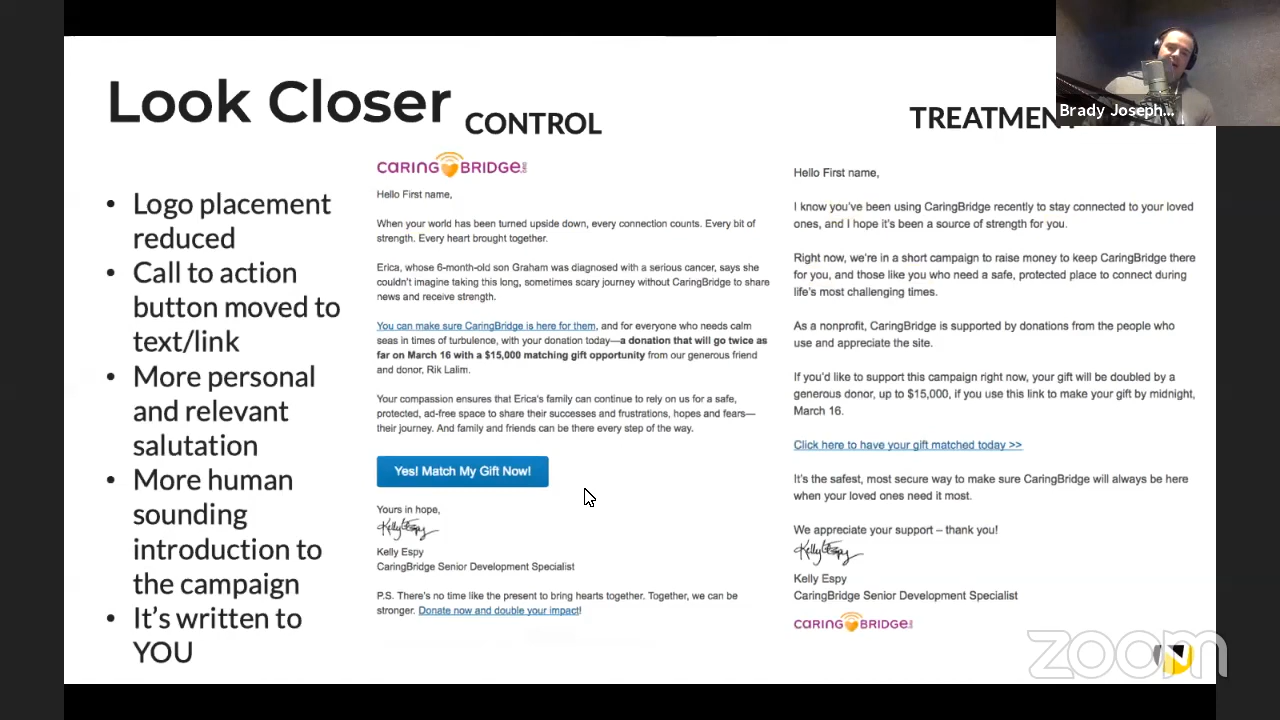 Look Closer
CONTROL
TREATMENT
Brady Joseph...
• Logo placement
reduced
• Call to action
button moved to
text/link
• More personal
and relevant
salutation
• More human
sounding
introduction to
the campaign
• It's written to
YOU
CARING BRIDGE.ORG
Hello First name,
When your world has been turned upside down, every connection counts. Every bit of
strength. Every heart brought together.
Erica, whose 6-month-old son Graham was diagnosed with a serious cancer, says she
couldn't imagine taking this long, sometimes scary journey without CaringBridge to share
news and receive strength.
You can make sure CaringBridge is here for them, and for everyone who needs calm
seas in times of turbulence, with your donation today—a donation that will go twice as
far on March 16 with a $15,000 matching gift opportunity from our generous friend
and donor, Rik Lalim.
Your compassion ensures that Erica's family can continue to rely on us for a safe,
protected, ad-free space to share their successes and frustrations, hopes and fears—
their journey. And family and friends can be there every step of the way.
Yes! Match My Gift Now!
Yours in hope,
Kelly Espy
Kelly Espy
CaringBridge Senior Development Specialist
P.S. There's no time like the present to bring hearts together. Together, we can be
stronger. Donate now and double your impact!
Hello First name,
I know you've been using CaringBridge recently to stay connected to your loved
ones, and I hope it's been a source of strength for you.
Right now, we're in a short campaign to raise money to keep CaringBridge there
for you, and those like you who need a safe, protected place to connect during
life's most challenging times.
As a nonprofit, CaringBridge is supported by donations from the people who
use and appreciate the site.
If you'd like to support this campaign right now, your gift will be doubled by a
generous donor, up to $15,000, if you use this link to make your gift by midnight,
March 16.
Click here to have your gift matched today >>
It's the safest, most secure way to make sure CaringBridge will always be here
when your loved ones need it most.
We appreciate your support – thank you!
Kelly Espy
Kelly Espy
CaringBridge Senior Development Specialist
CARING BRIDGE.ORG
zoom